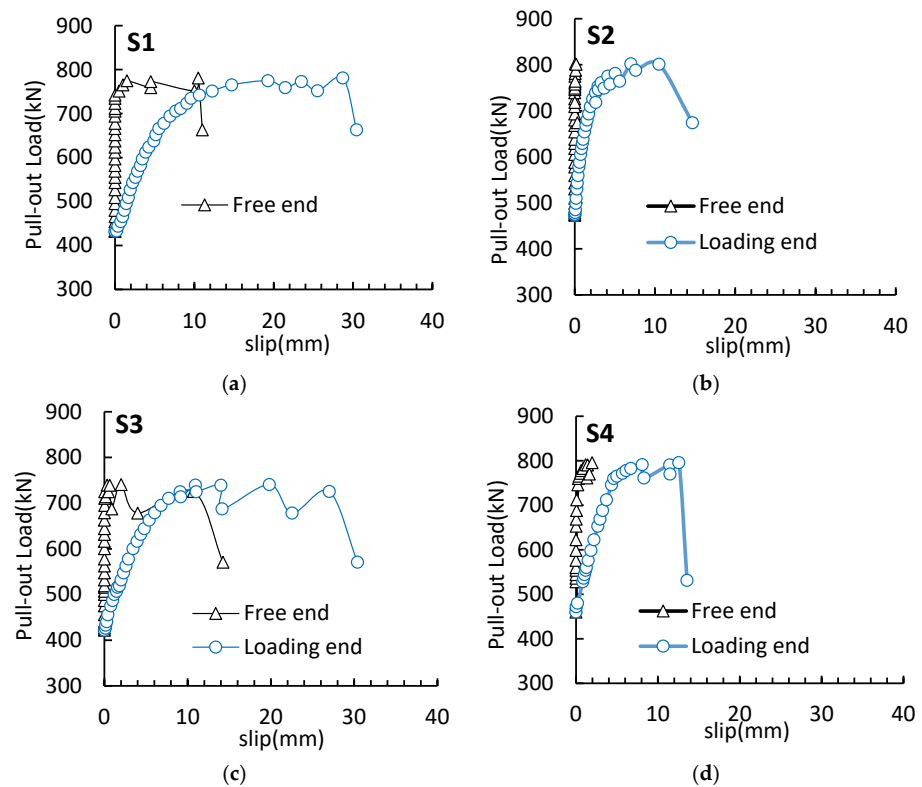 S1
Pull-out Load(kN)
900
800
700
600
500
400
300
Free end
0 10 20 30 40
slip(mm)
(a)
S2
Pull-out Load(kN)
900
800
700
600
500
400
300
Free end
Loading end
0 10 20 30 40
slip(mm)
(b)
S3
Pull-out Load(kN)
900
800
700
600
500
400
300
Free end
Loading end
0 10 20 30 40
slip(mm)
(c)
S4
Pull-out Load(kN)
900
800
700
600
500
400
300
Free end
Loading end
0 10 20 30 40
slip(mm)
(d)